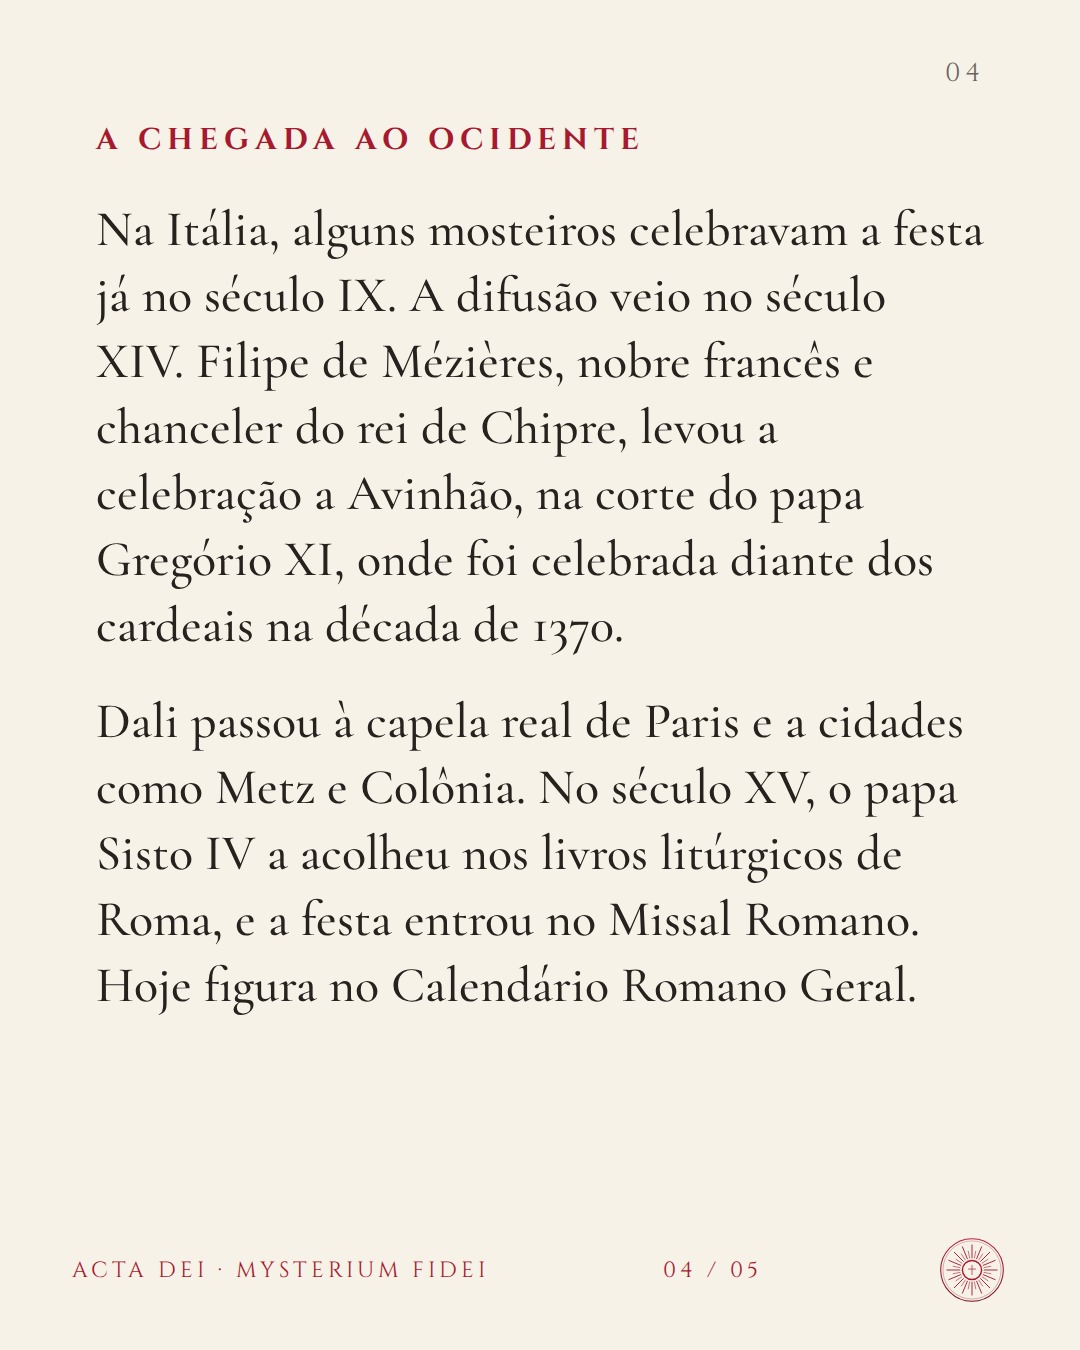 04
A CHEGADA AO OCIDENTE
Na Itália, alguns mosteiros celebravam a festa
já no século IX. A difusão veio no século
XIV. Filipe de Mézières, nobre francês e
chanceler do rei de Chipre, levou a
celebração a Avinhão, na corte do papa
Gregório XI, onde foi celebrada diante dos
cardeais na década de 1370.
Dali passou à capela real de Paris e a cidades
como Metz e Colônia. No século XV, o papa
Sisto IV a acolheu nos livros litúrgicos de
Roma, e a festa entrou no Missal Romano.
Hoje figura no Calendário Romano Geral.
ACTA DEI · MYSTERIUM FIDEI
04 / 05